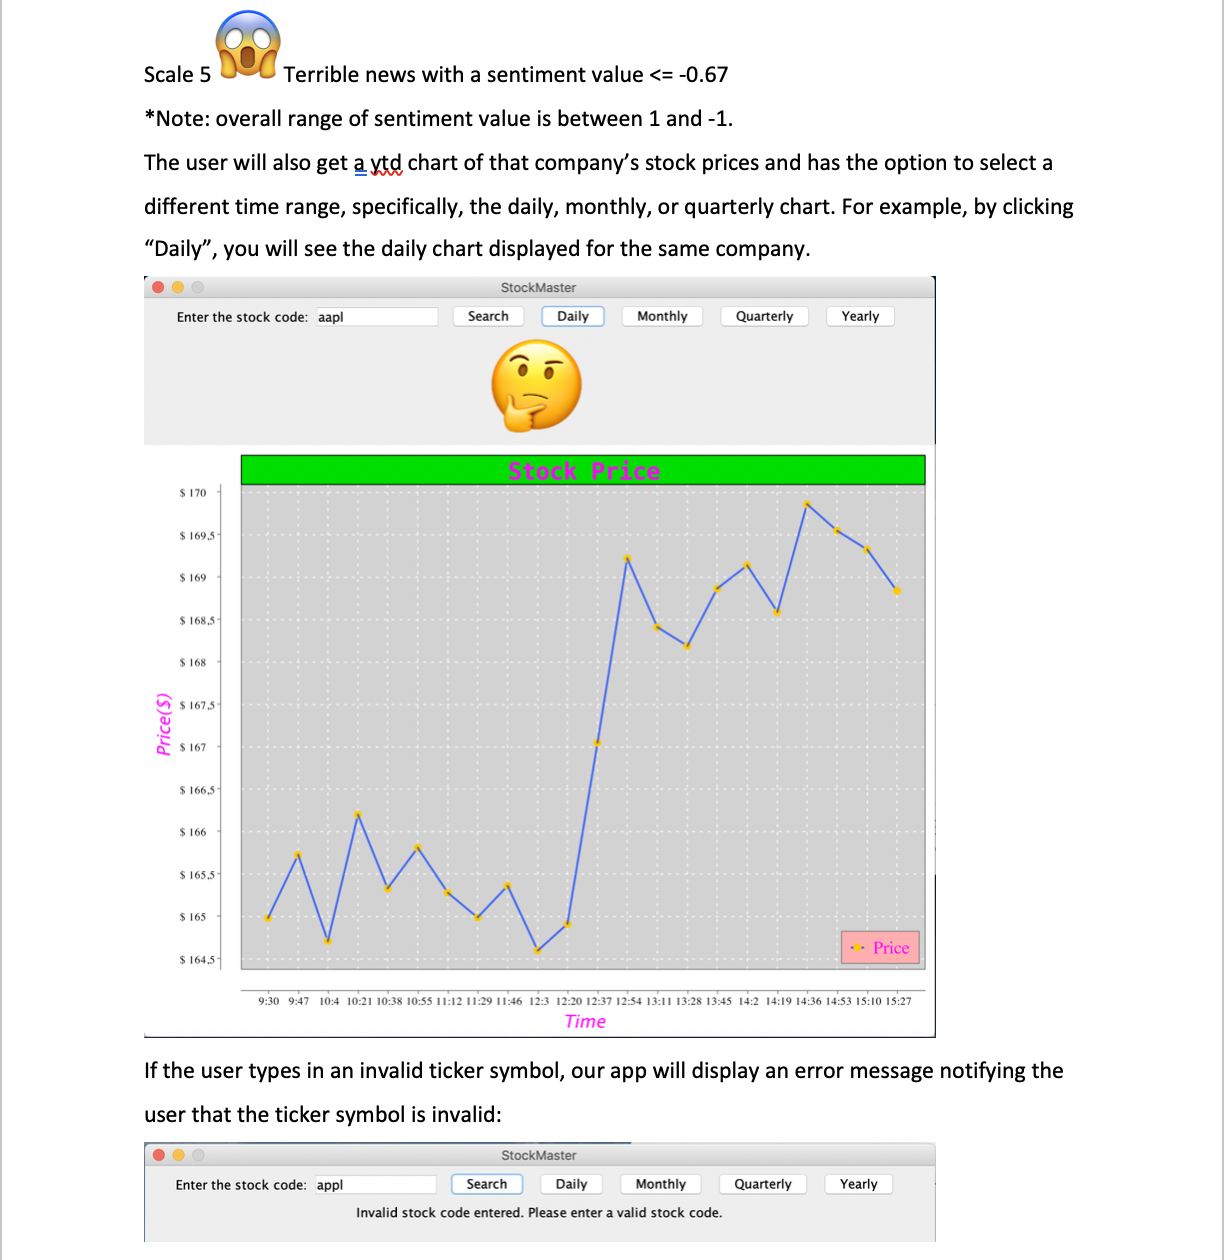 Scale 5 😱 Terrible news with a sentiment value <= -0.67
*Note: overall range of sentiment value is between 1 and -1.
The user will also get a ytd chart of that company’s stock prices and has the option to select a
different time range, specifically, the daily, monthly, or quarterly chart. For example, by clicking
“Daily”, you will see the daily chart displayed for the same company.
StockMaster
Enter the stock code: aapl Search Daily Monthly Quarterly Yearly
Stock Price
$ 170
$ 169,5
$ 169
$ 168,5
$ 168
$ 167,5
$ 167
$ 166,5
$ 166
$ 165,5
$ 165
$ 164,5
Price($)
Price
9:30 9:47 10:4 10:21 10:38 10:55 11:12 11:29 11:46 12:3 12:20 12:37 12:54 13:11 13:28 13:45 14:2 14:19 14:36 14:53 15:10 15:27
Time
If the user types in an invalid ticker symbol, our app will display an error message notifying the
user that the ticker symbol is invalid:
StockMaster
Enter the stock code: appl Search Daily Monthly Quarterly Yearly
Invalid stock code entered. Please enter a valid stock code.